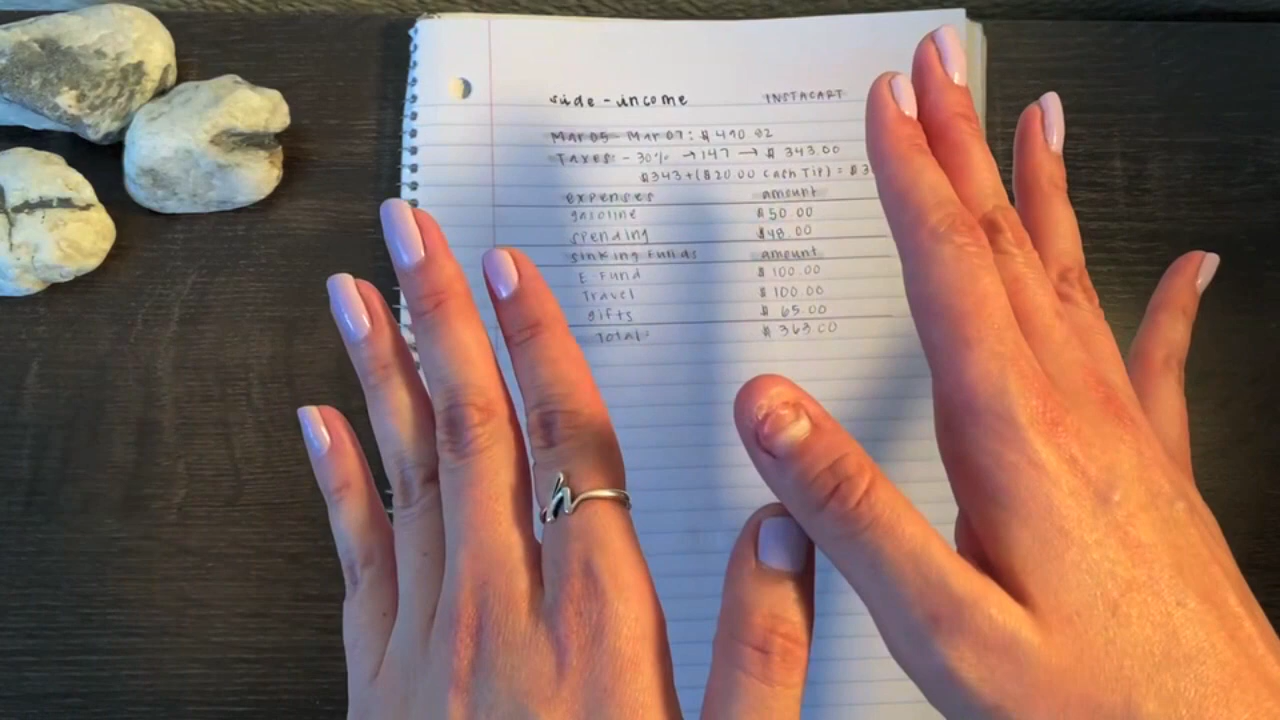 side-income INSTACART
Mar 05 - Mar 07: $ 490.82
Taxes: - 30% → 147 → $ 343.00
$343 + ($20.00 Cash Tip) = $3
expenses amount
gasoline $ 50.00
spending $ 48.00
sinking funds amount
E-Fund $ 100.00
Travel $ 100.00
gifts $ 65.00
Total: $ 363.00